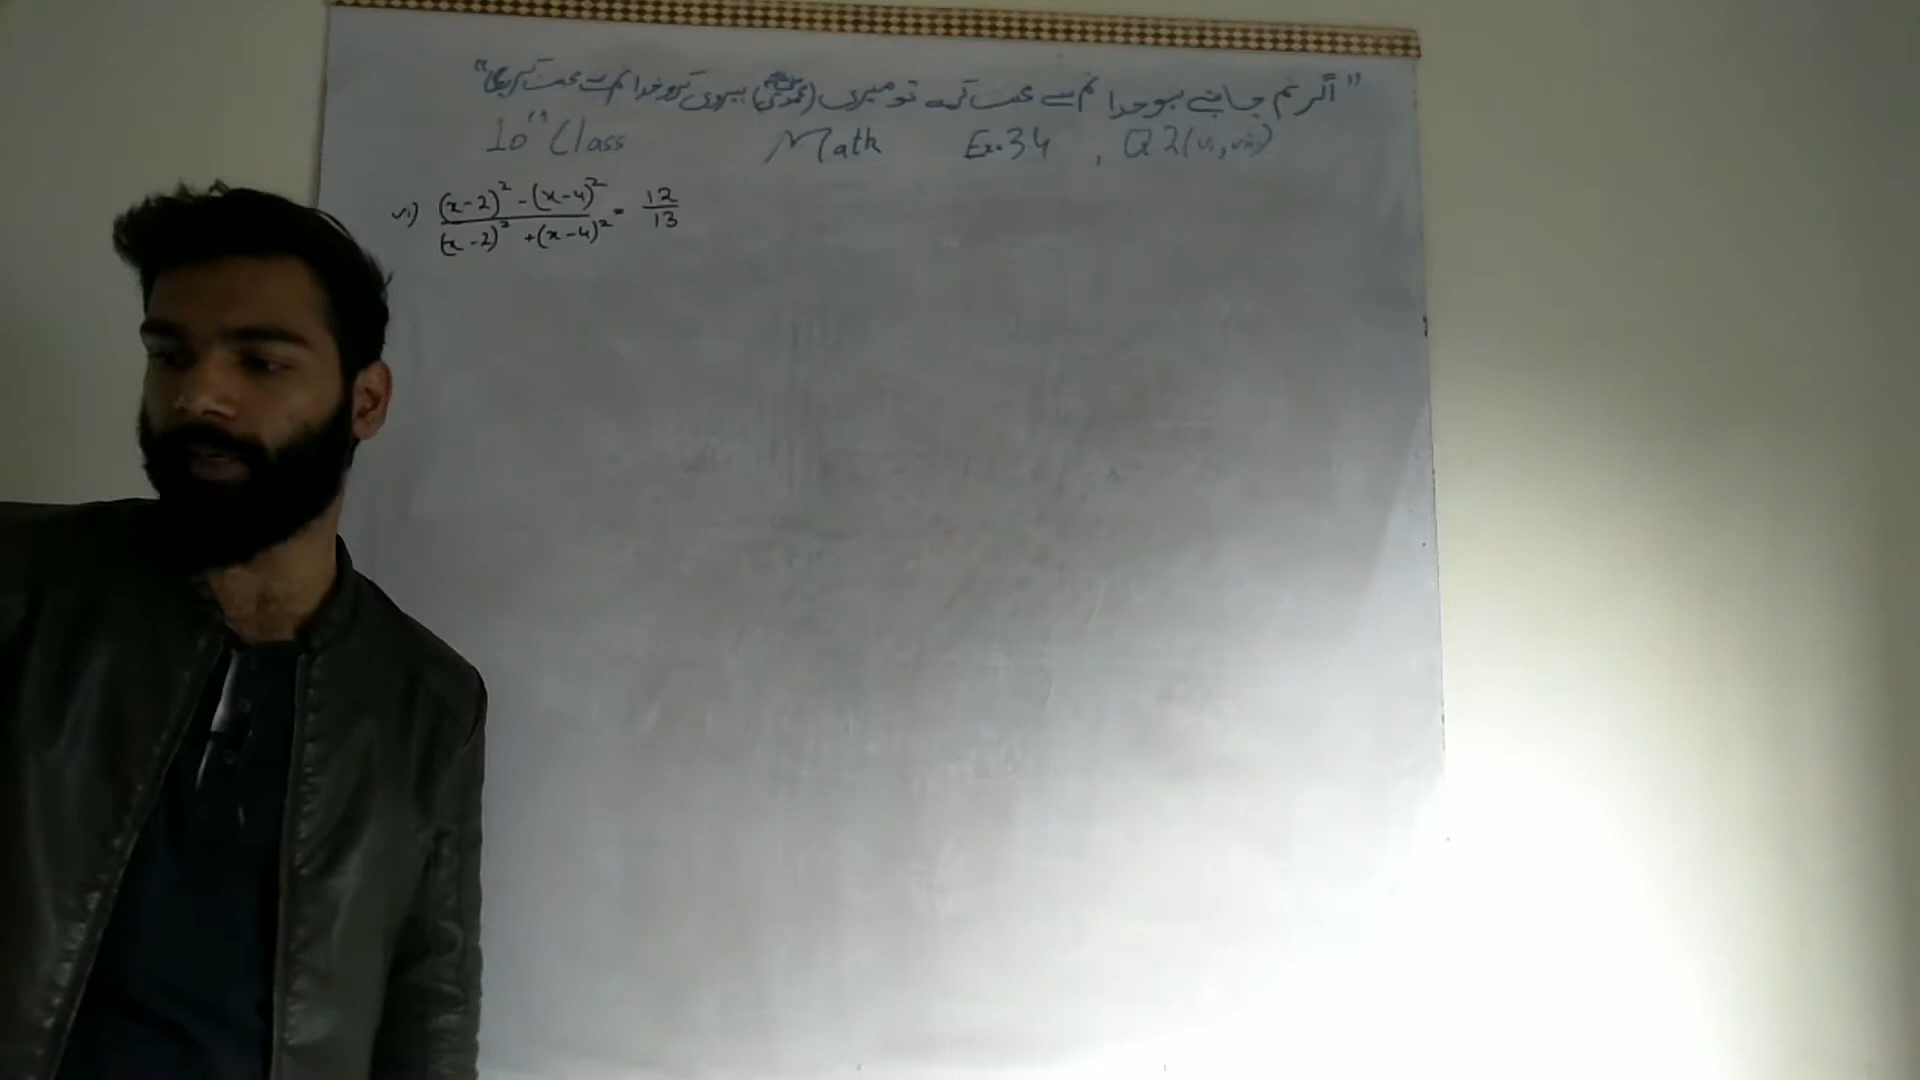 "اگر تم چاہتے ہو خدا تم سے محبت کرے تو میری (محمدﷺ کی) پیروی کرو خدا تم سے محبت کریگا"
10th Class Math Ex.3.4, Q2(vi,vii)
vi) (x-2)² - (x-4)² / (x-2)² + (x-4)² = 12/13